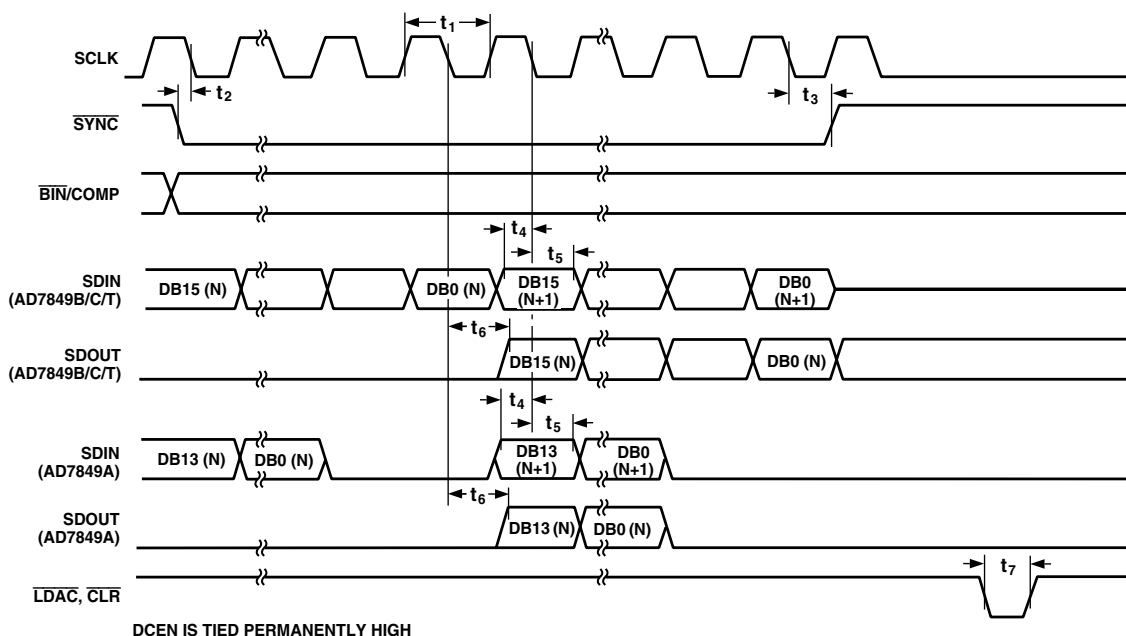 SCLK
t1
t2
t3
SYNC
BIN/COMP
t4
t5
SDIN
(AD7849B/C/T)
DB15 (N)
DB0 (N)
DB15
(N+1)
DB0
(N+1)
t6
SDOUT
(AD7849B/C/T)
DB15 (N)
DB0 (N)
t4
t5
SDIN
(AD7849A)
DB13 (N)
DB0 (N)
DB13
(N+1)
DB0
(N+1)
t6
SDOUT
(AD7849A)
DB13 (N)
DB0 (N)
LDAC, CLR
t7
DCEN IS TIED PERMANENTLY HIGH